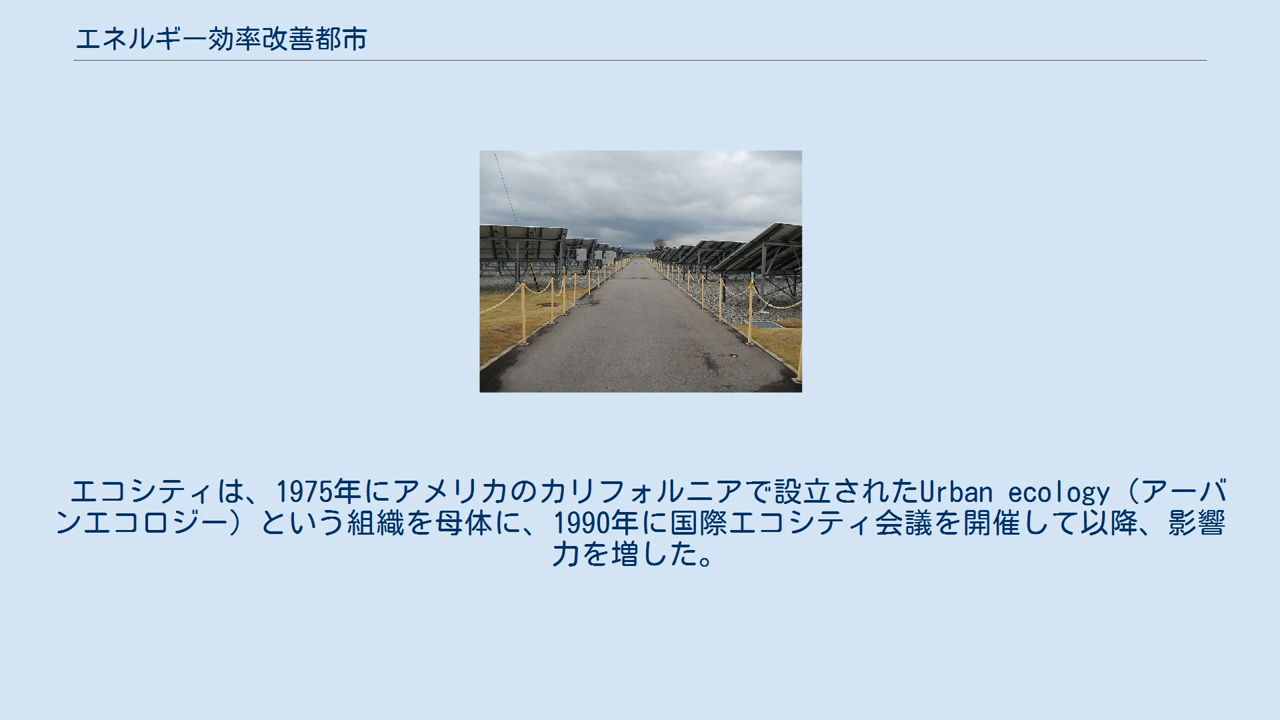 エネルギー効率改善都市
エコシティは、1975年にアメリカのカリフォルニアで設立されたUrban ecology（アーバ
ンエコロジー）という組織を母体に、1990年に国際エコシティ会議を開催して以降、影響
力を増した。